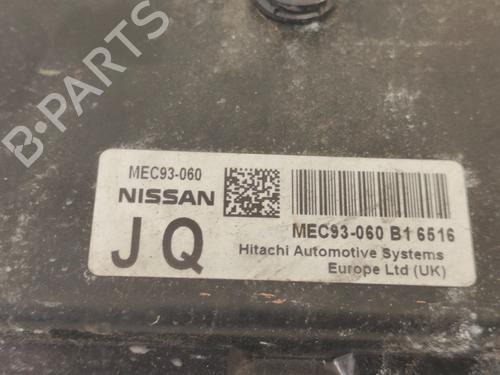 B-PARTS
MEC93-060
NISSAN
JQ
MEC93-060 B1 6516
Hitachi Automotive Systems
Europe Ltd (UK)